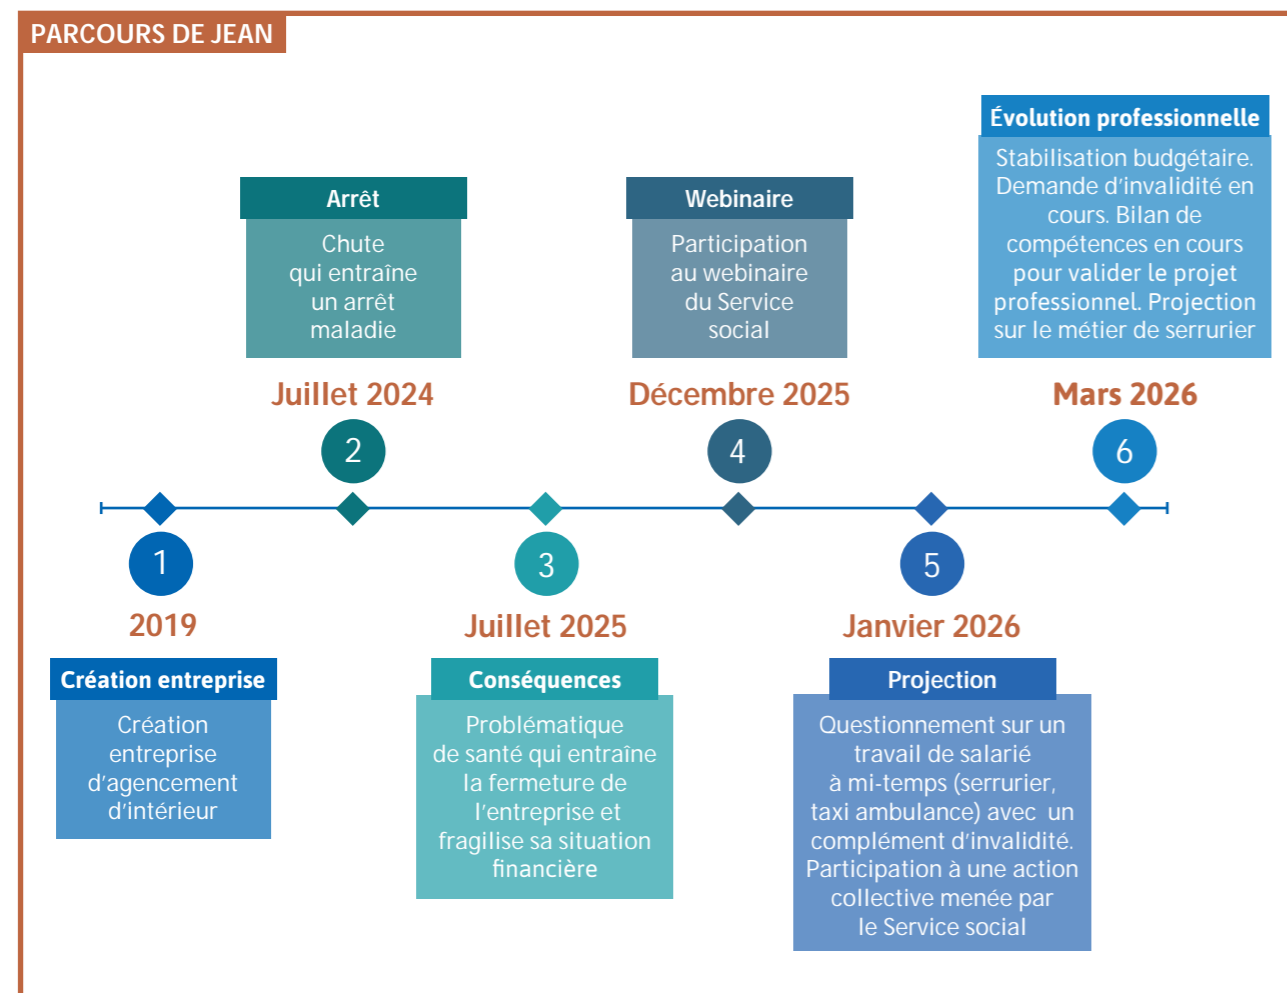 PARCOURS DE JEAN
1
2019
Création entreprise
Création
entreprise
d'agencement
d'intérieur
Arrêt
Chute
qui entraîne
un arrêt
maladie
Juillet 2024
2
3
Juillet 2025
Conséquences
Problématique
de santé qui entraîne
la fermeture de
l'entreprise et
fragilise sa situation
financière
Webinaire
Participation
au webinaire
du Service
social
Décembre 2025
4
5
Janvier 2026
Projection
Questionnement sur un
travail de salarié
à mi-temps (serrurier,
taxi ambulance) avec un
complément d'invalidité.
Participation à une action
collective menée par
le Service social
Évolution professionnelle
Stabilisation budgétaire.
Demande d'invalidité en
cours. Bilan de
compétences en cours
pour valider le projet
professionnel. Projection
sur le métier de serrurier
Mars 2026
6